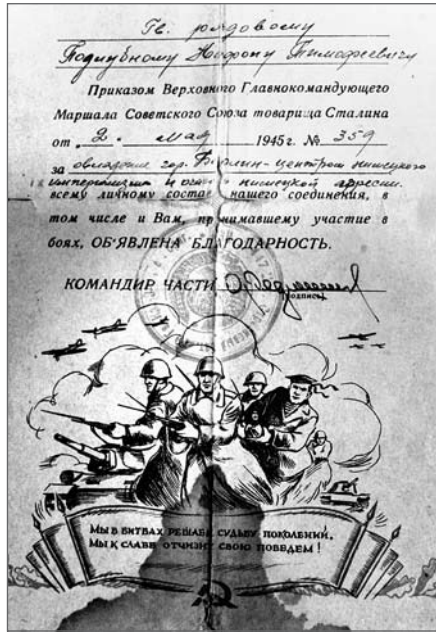 Гв. рядовому
Поддубному Нифону Тимофеевичу
Приказом Верховного Главнокомандующего
Маршала Советского Союза товарища Сталина
от „2“ мая 1945 г. № 359
за овладение гор. Берлин – центром немецкого
империализма и очагом немецкой агрессии.
всему личному составу нашего соединения, в
том числе и Вам, принимавшему участие в
боях, ОБ'ЯВЛЕНА БЛАГОДАРНОСТЬ.
КОМАНДИР ЧАСТИ
подпись
МЫ В БИТВАХ РЕШАЕМ СУДЬБУ ПОКОЛЕНИЙ,
МЫ К СЛАВЕ ОТЧИЗНУ СВОЮ ПОВЕДЕМ!